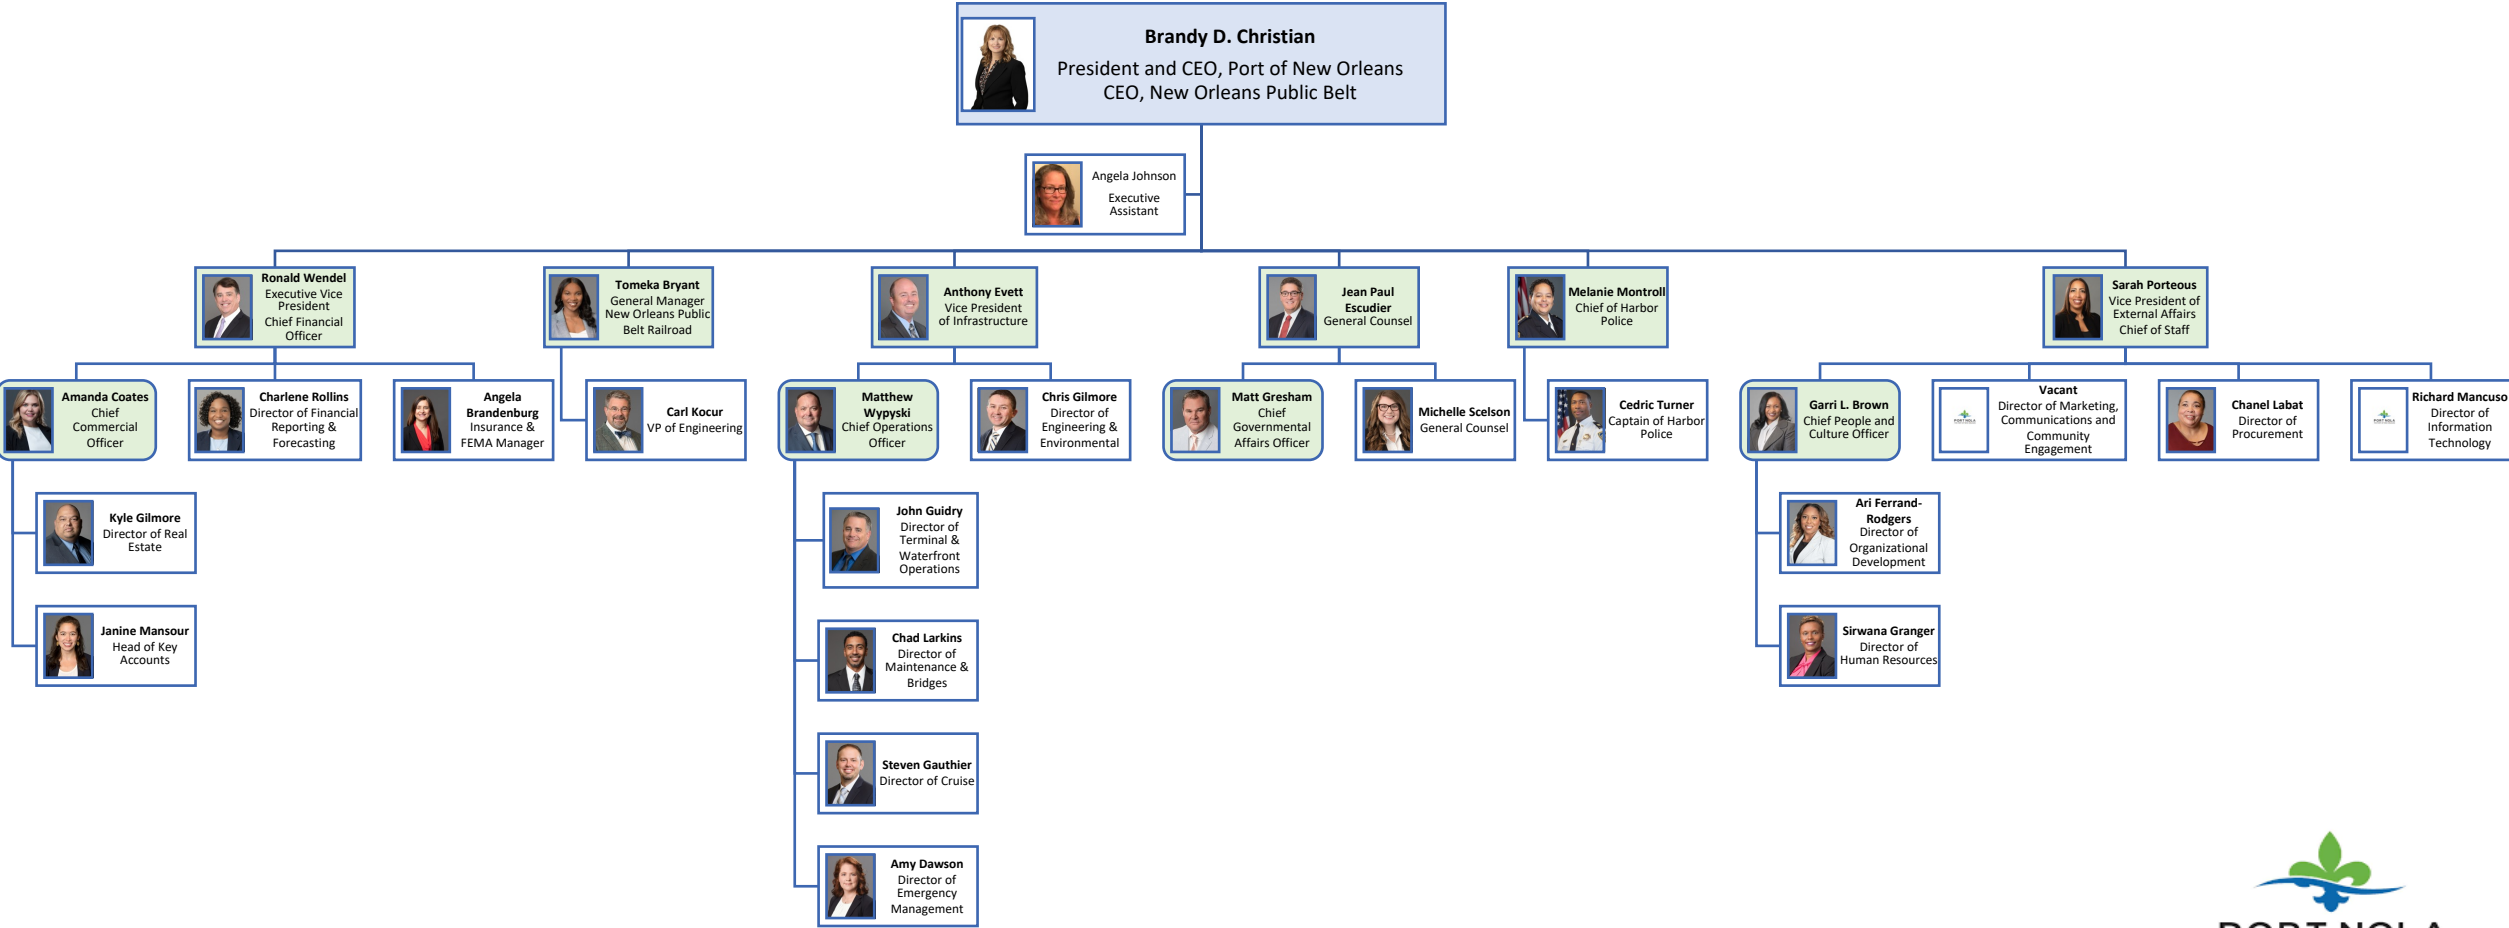 Brandy D. Christian
President and CEO, Port of New Orleans
CEO, New Orleans Public Belt
Angela Johnson
Executive
Assistant
Ronald Wendel
Executive Vice
President
Chief Financial
Officer
Tomeka Bryant
General Manager
New Orleans Public
Belt Railroad
Anthony Evett
Vice President
of Infrastructure
Jean Paul
Escudier
General Counsel
Melanie Montroll
Chief of Harbor
Police
Sarah Porteous
Vice President of
External Affairs
Chief of Staff
Amanda Coates
Chief
Commercial
Officer
Charlene Rollins
Director of Financial
Reporting &
Forecasting
Angela
Brandenburg
Insurance &
FEMA Manager
Carl Kocur
VP of Engineering
Matthew
Wypyski
Chief Operations
Officer
Chris Gilmore
Director of
Engineering &
Environmental
Matt Gresham
Chief
Governmental
Affairs Officer
Michelle Scelson
General Counsel
Cedric Turner
Captain of Harbor
Police
Garri L. Brown
Chief People and
Culture Officer
PORT NOLA
Vacant
Director of Marketing,
Communications and
Community
Engagement
Chanel Labat
Director of
Procurement
PORT NOLA
Richard Mancuso
Director of
Information
Technology
Kyle Gilmore
Director of Real
Estate
Janine Mansour
Head of Key
Accounts
John Guidry
Director of
Terminal &
Waterfront
Operations
Chad Larkins
Director of
Maintenance &
Bridges
Steven Gauthier
Director of Cruise
Amy Dawson
Director of
Emergency
Management
Ari Ferrand-
Rodgers
Director of
Organizational
Development
Sirwana Granger
Director of
Human Resources
PORT NOLA